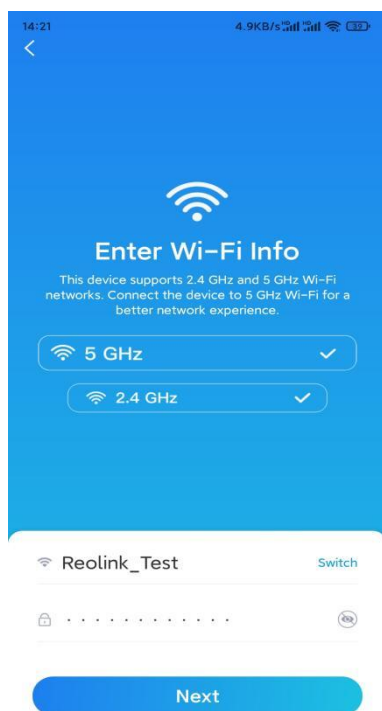 14:21 4.9KB/s 39
Enter Wi-Fi Info
This device supports 2.4 GHz and 5 GHz Wi-Fi
networks. Connect the device to 5 GHz Wi-Fi for a
better network experience.
5 GHz
2.4 GHz
Reolink_Test Switch
············
Next